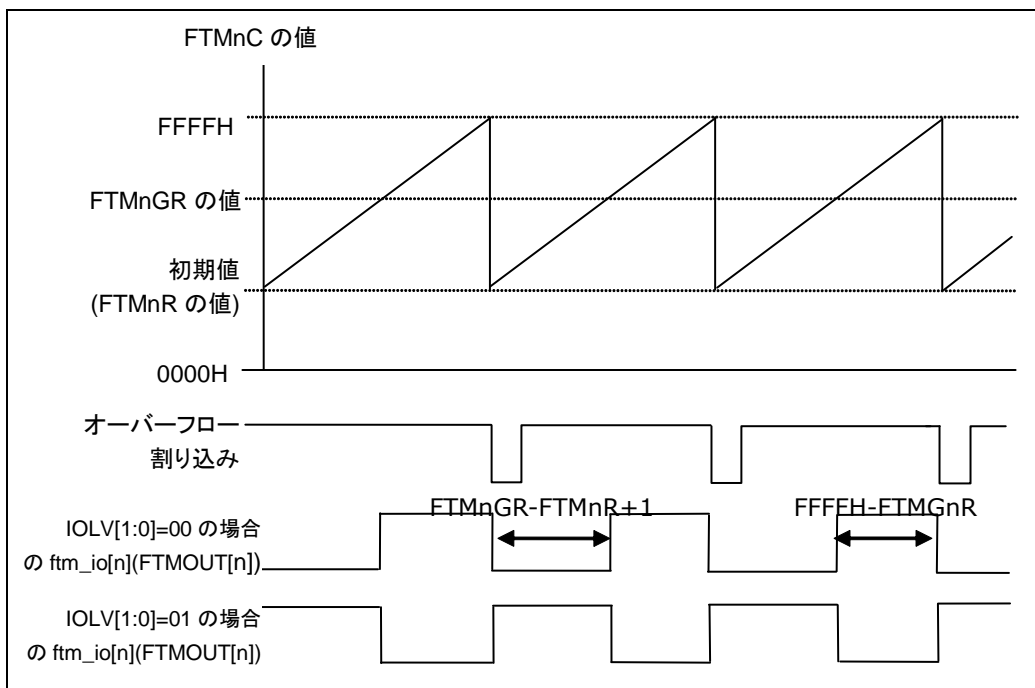 FTMnC の値
FFFFH
FTMnGR の値
初期値
(FTMnR の値)
0000H
オーバーフロー
割り込み
FTMnGR-FTMnR+1
FFFFH-FTMGnR
IOLV[1:0]=00 の場合
の ftm_io[n](FTMOUT[n])
IOLV[1:0]=01 の場合
の ftm_io[n](FTMOUT[n])